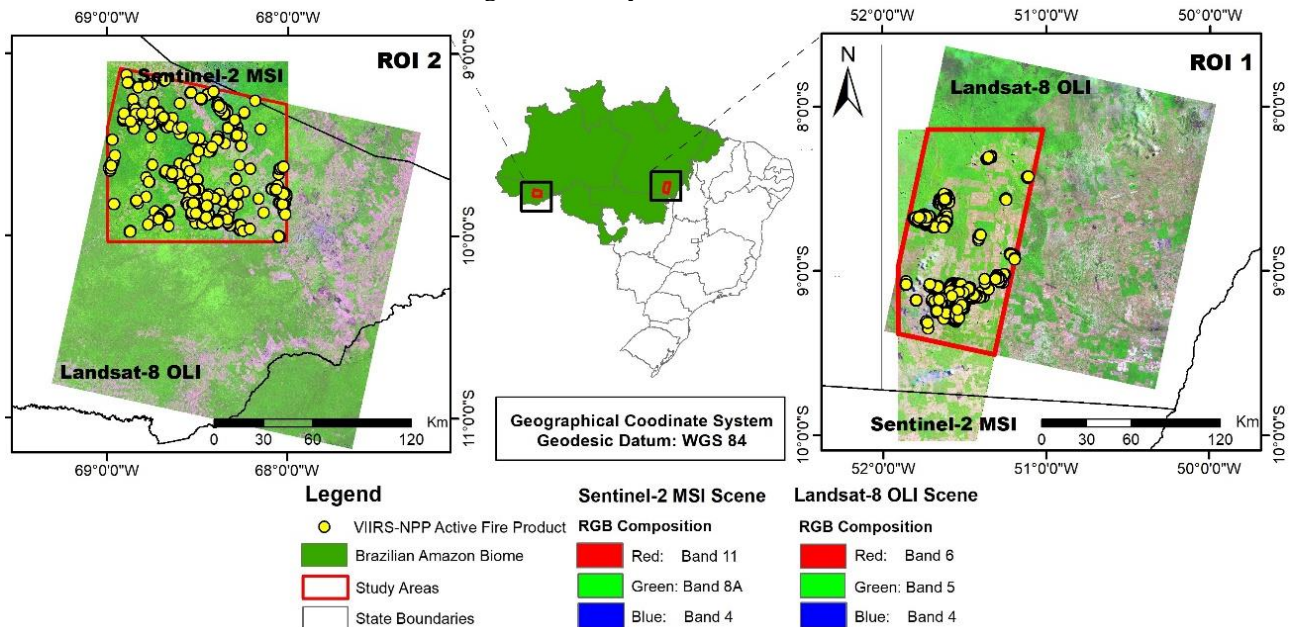 69°0'0"W
68°0'0"W
ROI 2
Sentinel-2 MSI
9°0'0"S
10°0'0"S
11°0'0"S
Landsat-8 OLI
Km
0 30 60 120
69°0'0"W
68°0'0"W
Geographical Coodinate System
Geodesic Datum: WGS 84
52°0'0"W
51°0'0"W
50°0'0"W
N
ROI 1
Landsat-8 OLI
8°0'0"S
9°0'0"S
10°0'0"S
Sentinel-2 MSI
Km
0 30 60 120
52°0'0"W
51°0'0"W
50°0'0"W
Legend
VIIRS-NPP Active Fire Product
Brazilian Amazon Biome
Study Areas
State Boundaries
Sentinel-2 MSI Scene
RGB Composition
Red: Band 11
Green: Band 8A
Blue: Band 4
Landsat-8 OLI Scene
RGB Composition
Red: Band 6
Green: Band 5
Blue: Band 4